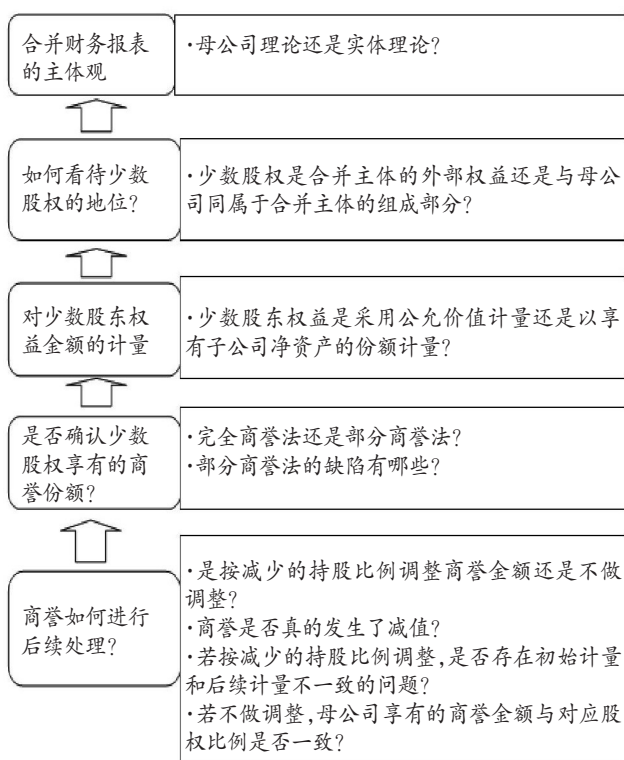 合并财务报表
的主体观
·母公司理论还是实体理论?
如何看待少数
股权的地位?
·少数股权是合并主体的外部权益还是与母公
司同属于合并主体的组成部分?
对少数股东权
益金额的计量
·少数股东权益是采用公允价值计量还是以享
有子公司净资产的份额计量?
是否确认少数
股权享有的商
誉份额?
·完全商誉法还是部分商誉法?
·部分商誉法的缺陷有哪些?
商誉如何进行
后续处理?
·是按减少的持股比例调整商誉金额还是不做
调整?
·商誉是否真的发生了减值?
·若按减少的持股比例调整,是否存在初始计量
和后续计量不一致的问题?
·若不做调整,母公司享有的商誉金额与对应股
权比例是否一致?